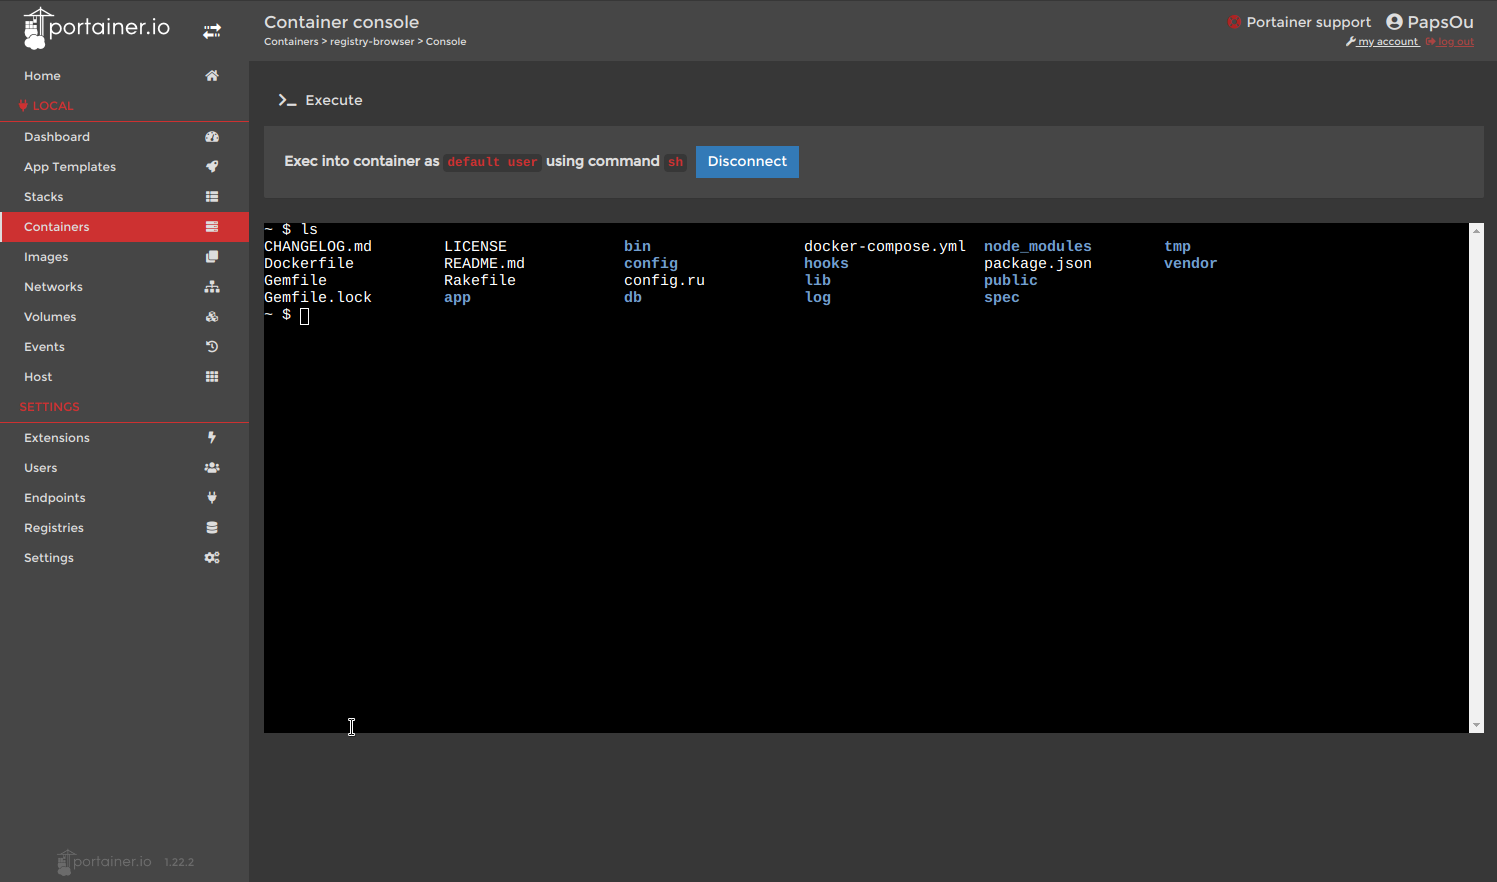 portainer.io
Home
LOCAL
Dashboard
App Templates
Stacks
Containers
Images
Networks
Volumes
Events
Host
SETTINGS
Extensions
Users
Endpoints
Registries
Settings
portainer.io 1.22.2
Container console
Containers > registry-browser > Console
Portainer support PapsOu
my account log out
>_ Execute
Exec into container as default user using command sh Disconnect
~ $ ls
CHANGELOG.md LICENSE bin docker-compose.yml node_modules tmp
Dockerfile README.md config hooks package.json vendor
Gemfile Rakefile config.ru lib public
Gemfile.lock app db log spec
~ $